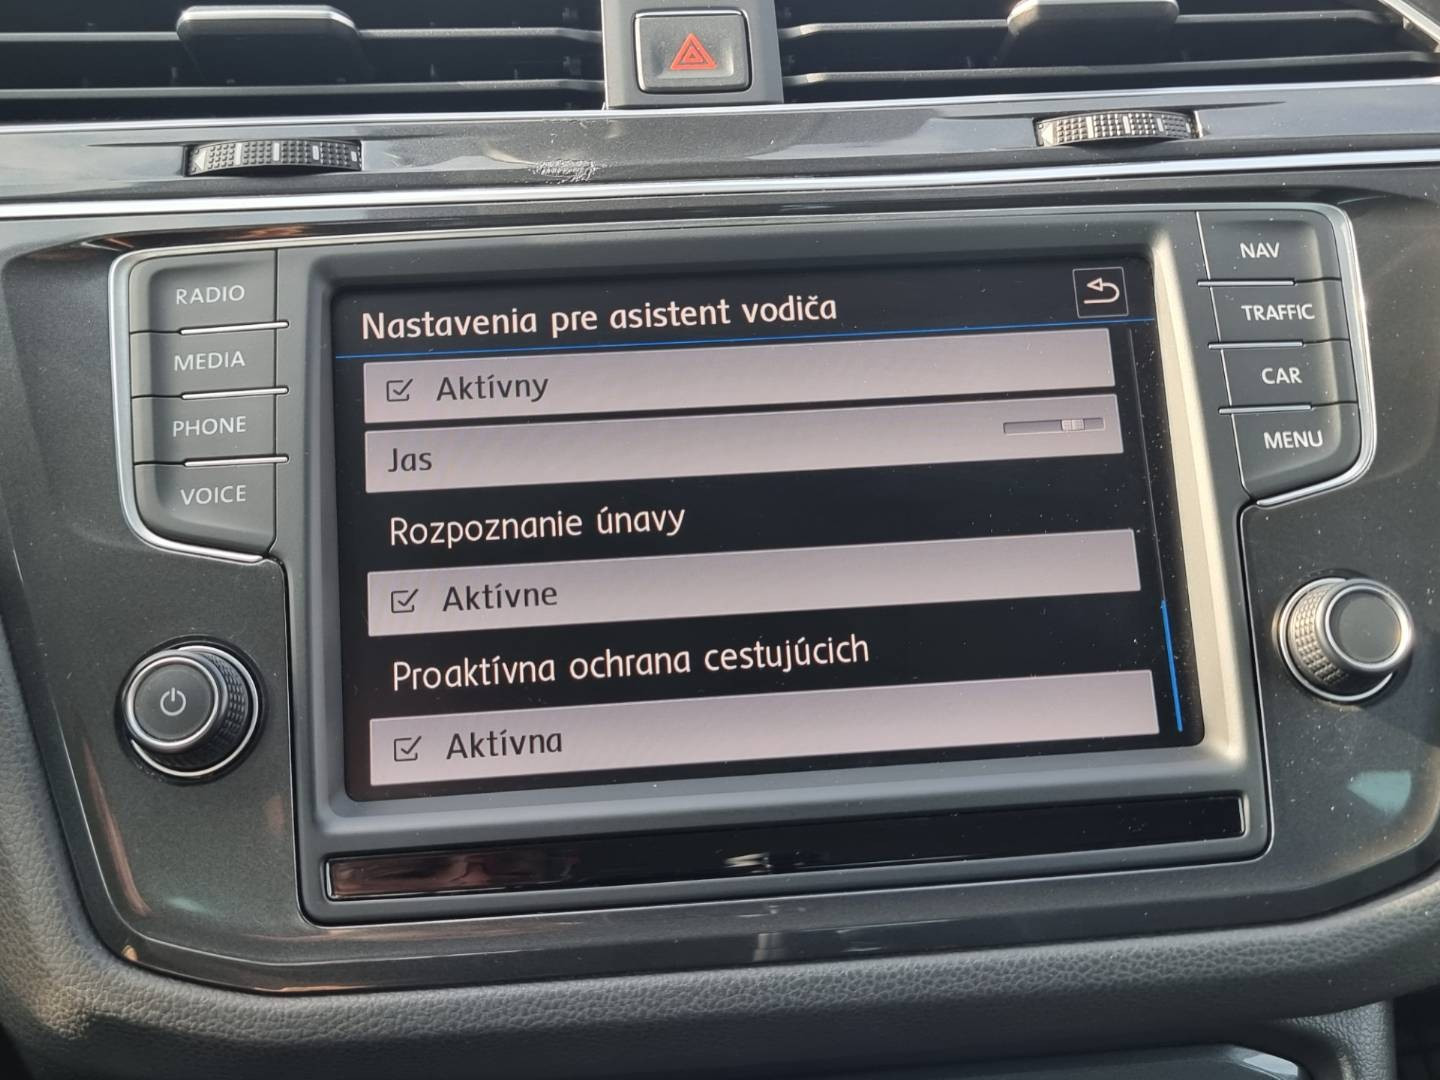 RADIO
MEDIA
PHONE
VOICE
Nastavenia pre asistent vodiča
Aktívny
Jas
Rozpoznanie únavy
Aktívne
Proaktívna ochrana cestujúcich
Aktívna
NAV
TRAFFIC
CAR
MENU